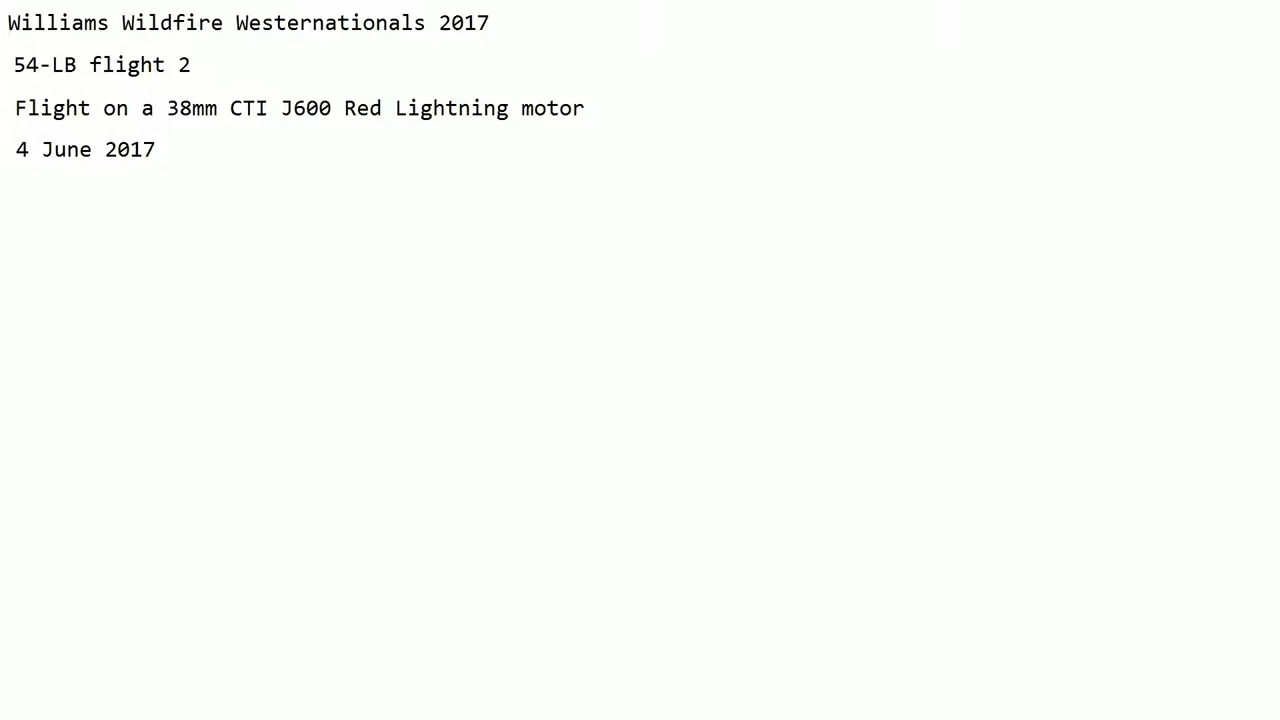 Williams Wildfire Westernationals 2017
54-LB flight 2
Flight on a 38mm CTI J600 Red Lightning motor
4 June 2017